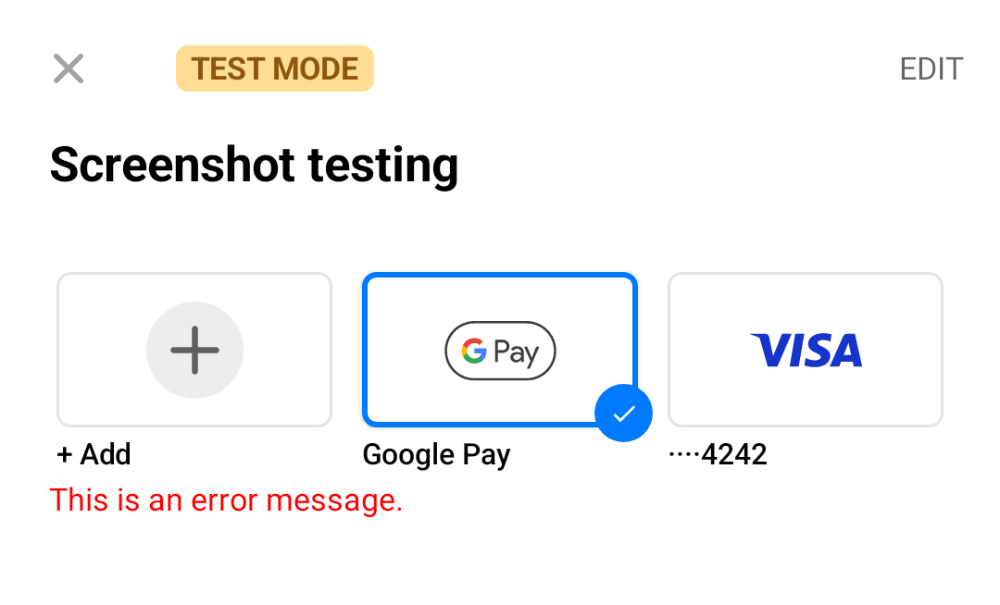 TEST MODE
EDIT
Screenshot testing
G Pay
VISA
+ Add
Google Pay
····4242
This is an error message.